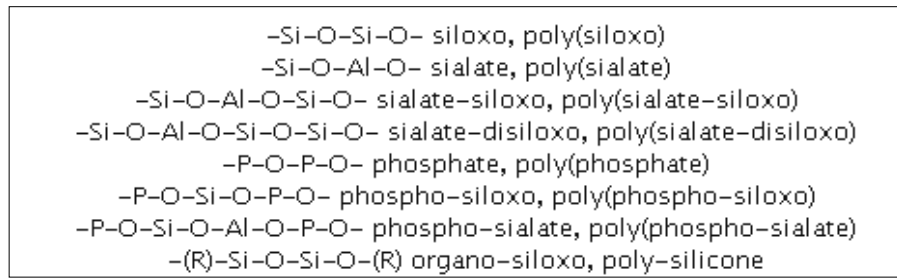 –Si–O–Si–O– siloxo, poly(siloxo)
–Si–O–Al–O– sialate, poly(sialate)
–Si–O–Al–O–Si–O– sialate–siloxo, poly(sialate–siloxo)
–Si–O–Al–O–Si–O–Si–O– sialate–disiloxo, poly(sialate–disiloxo)
–P–O–P–O– phosphate, poly(phosphate)
–P–O–Si–O–P–O– phospho–siloxo, poly(phospho–siloxo)
–P–O–Si–O–Al–O–P–O– phospho–sialate, poly(phospho–sialate)
–(R)–Si–O–Si–O–(R) organo–siloxo, poly–silicone